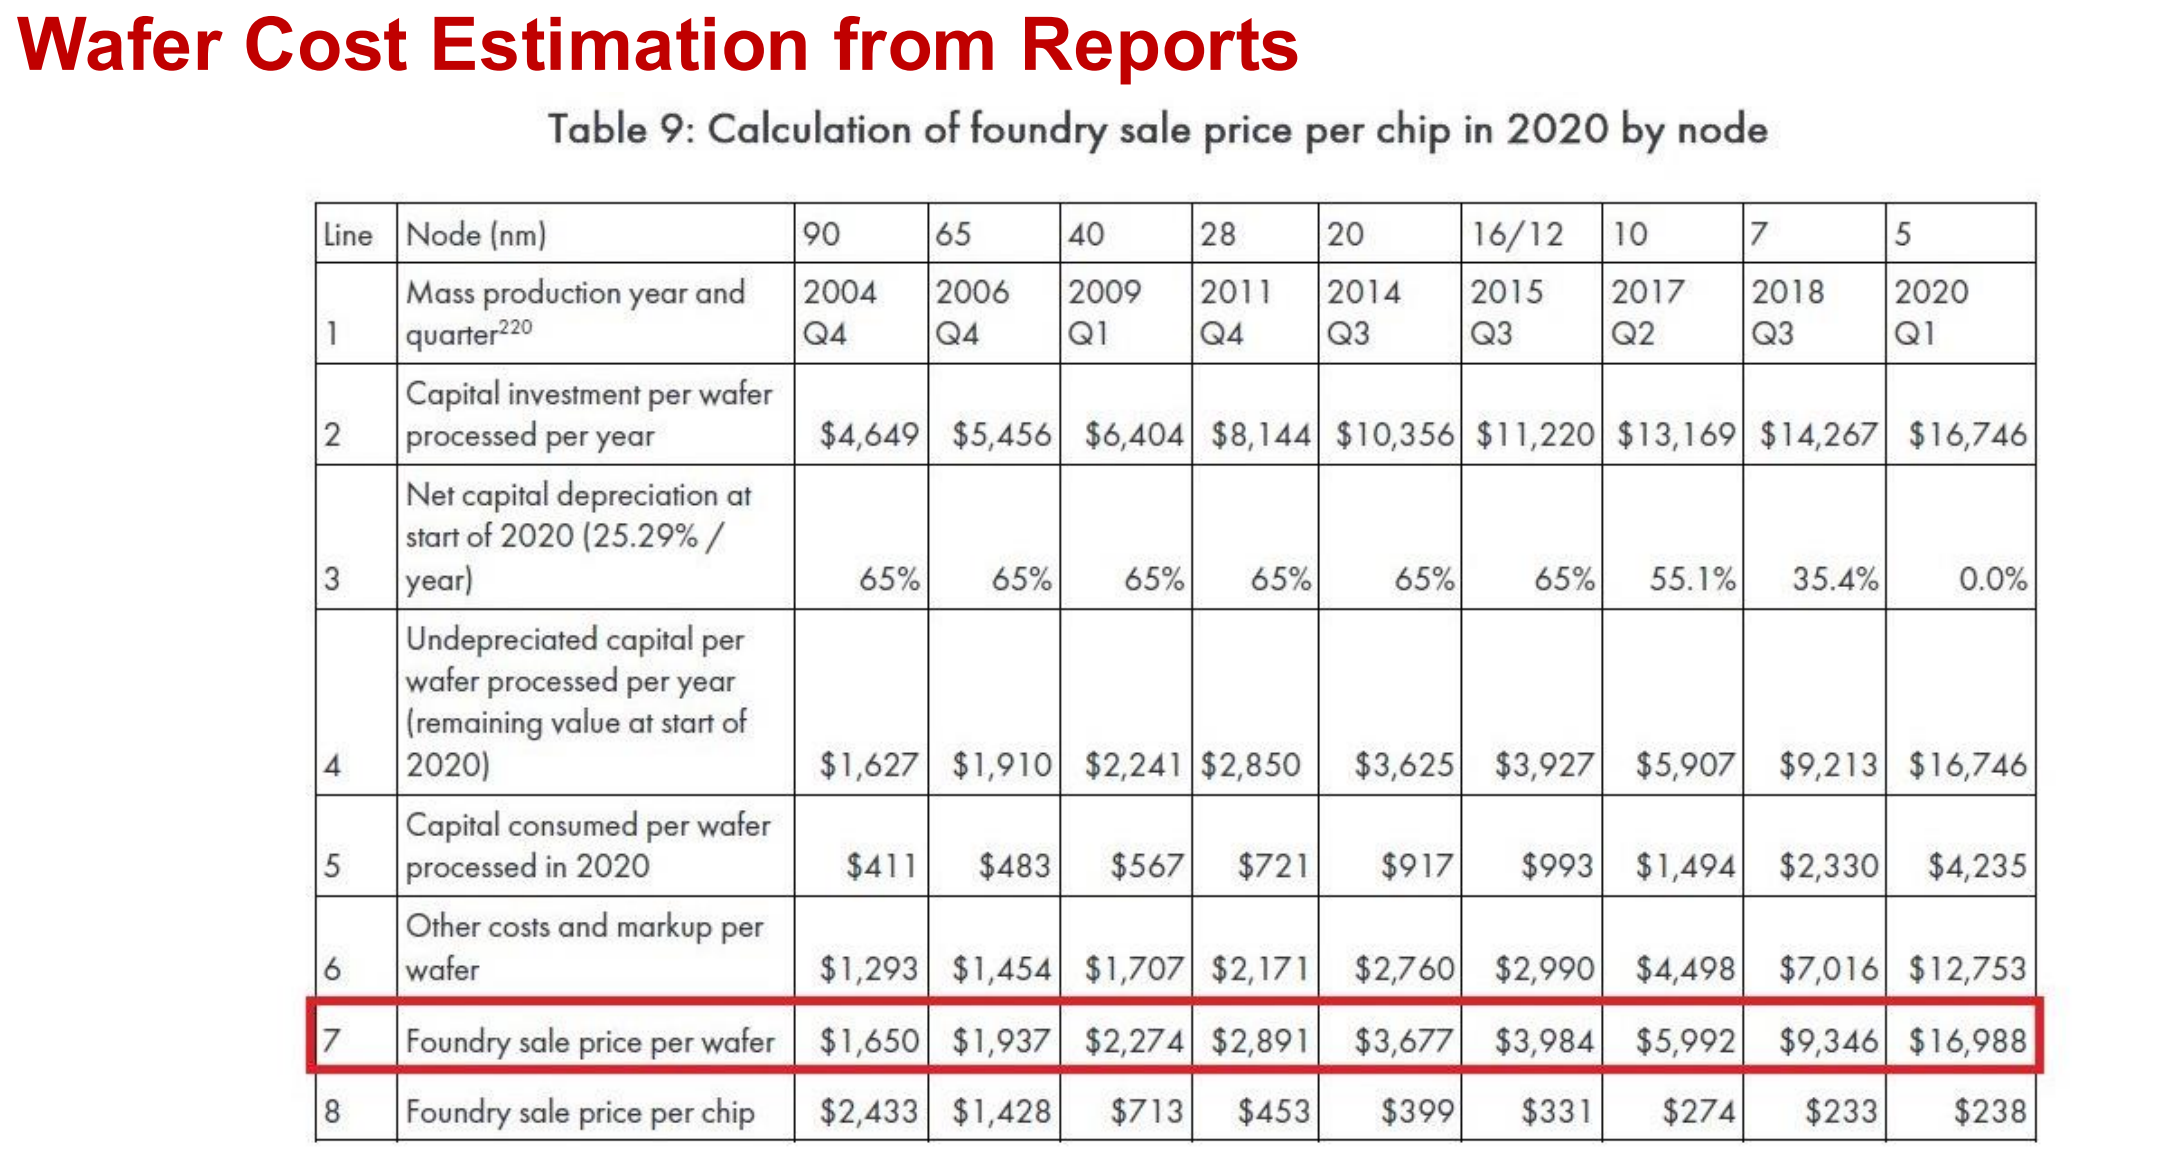 Wafer Cost Estimation from Reports
Table 9: Calculation of foundry sale price per chip in 2020 by node
Line Node (nm) 90 65 40 28 20 16/12 10 7 5
1 Mass production year and quarter220 2004 Q4 2006 Q4 2009 Q1 2011 Q4 2014 Q3 2015 Q3 2017 Q2 2018 Q3 2020 Q1
2 Capital investment per wafer processed per year $4,649 $5,456 $6,404 $8,144 $10,356 $11,220 $13,169 $14,267 $16,746
3 Net capital depreciation at start of 2020 (25.29% / year) 65% 65% 65% 65% 65% 65% 55.1% 35.4% 0.0%
4 Undepreciated capital per wafer processed per year (remaining value at start of 2020) $1,627 $1,910 $2,241 $2,850 $3,625 $3,927 $5,907 $9,213 $16,746
5 Capital consumed per wafer processed in 2020 $411 $483 $567 $721 $917 $993 $1,494 $2,330 $4,235
6 Other costs and markup per wafer $1,293 $1,454 $1,707 $2,171 $2,760 $2,990 $4,498 $7,016 $12,753
7 Foundry sale price per wafer $1,650 $1,937 $2,274 $2,891 $3,677 $3,984 $5,992 $9,346 $16,988
8 Foundry sale price per chip $2,433 $1,428 $713 $453 $399 $331 $274 $233 $238